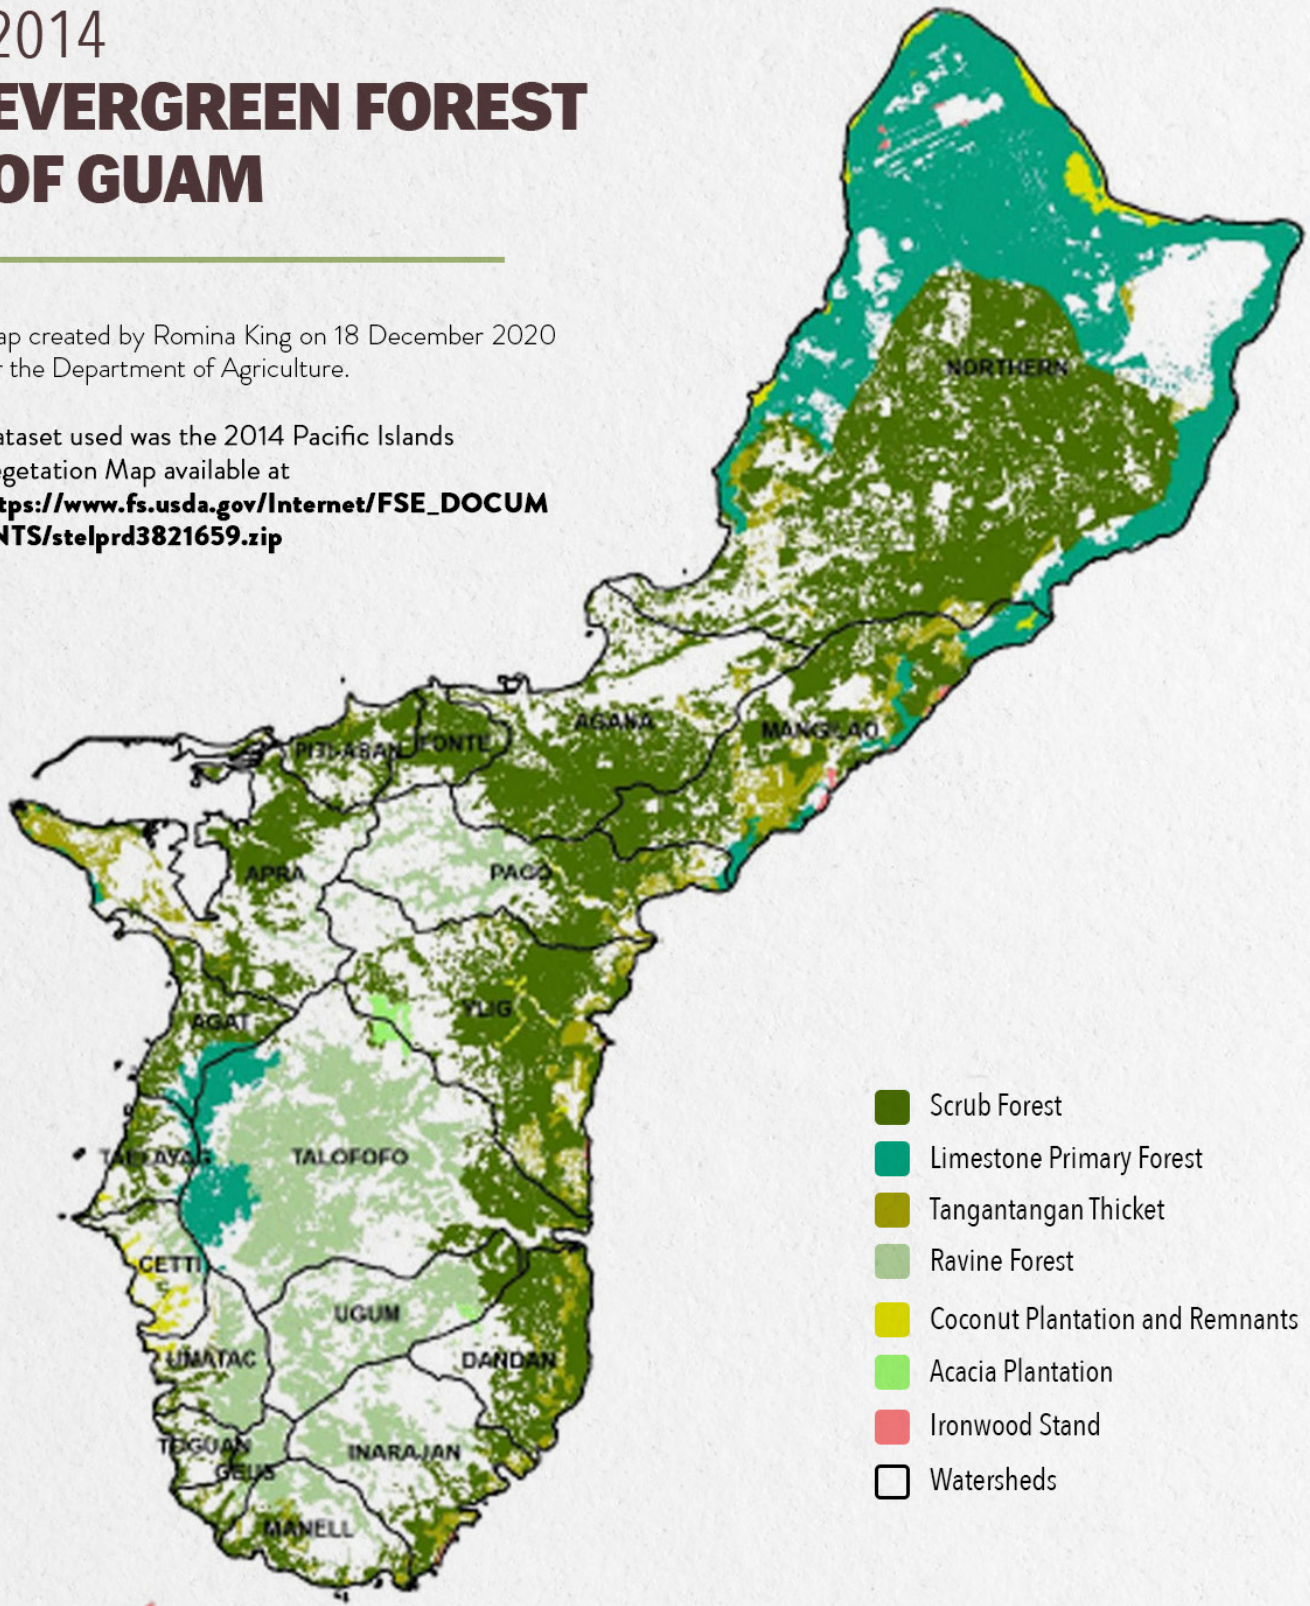 2014
EVERGREEN FOREST
OF GUAM
ap created by Romina King on 18 December 2020
r the Department of Agriculture.
ataset used was the 2014 Pacific Islands
egetation Map available at
tps://www.fs.usda.gov/Internet/FSE_DOCUM
NTS/stelprd3821659.zip
NORTHERN
AGANA
MANGILAO
PITI-ASAN
FONTE
APRA
PAGO
YLIG
AGAT
TALOFOFO
CETTI
UGUM
UMATAC
DANDAN
TOGUAN
INARAJAN
GEUS
MANELL
Scrub Forest
Limestone Primary Forest
Tangantangan Thicket
Ravine Forest
Coconut Plantation and Remnants
Acacia Plantation
Ironwood Stand
Watersheds